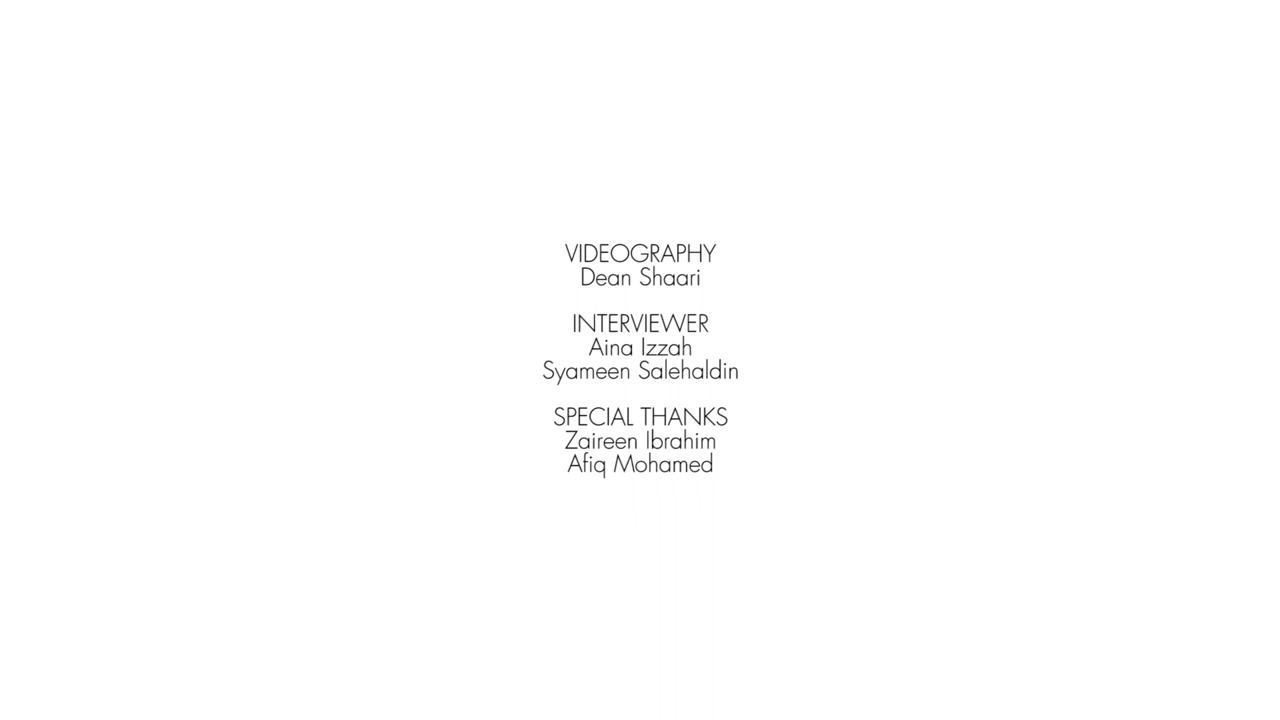 VIDEOGRAPHY
Dean Shaari
INTERVIEWER
Aina Izzah
Syameen Salehaldin
SPECIAL THANKS
Zaireen Ibrahim
Afiq Mohamed